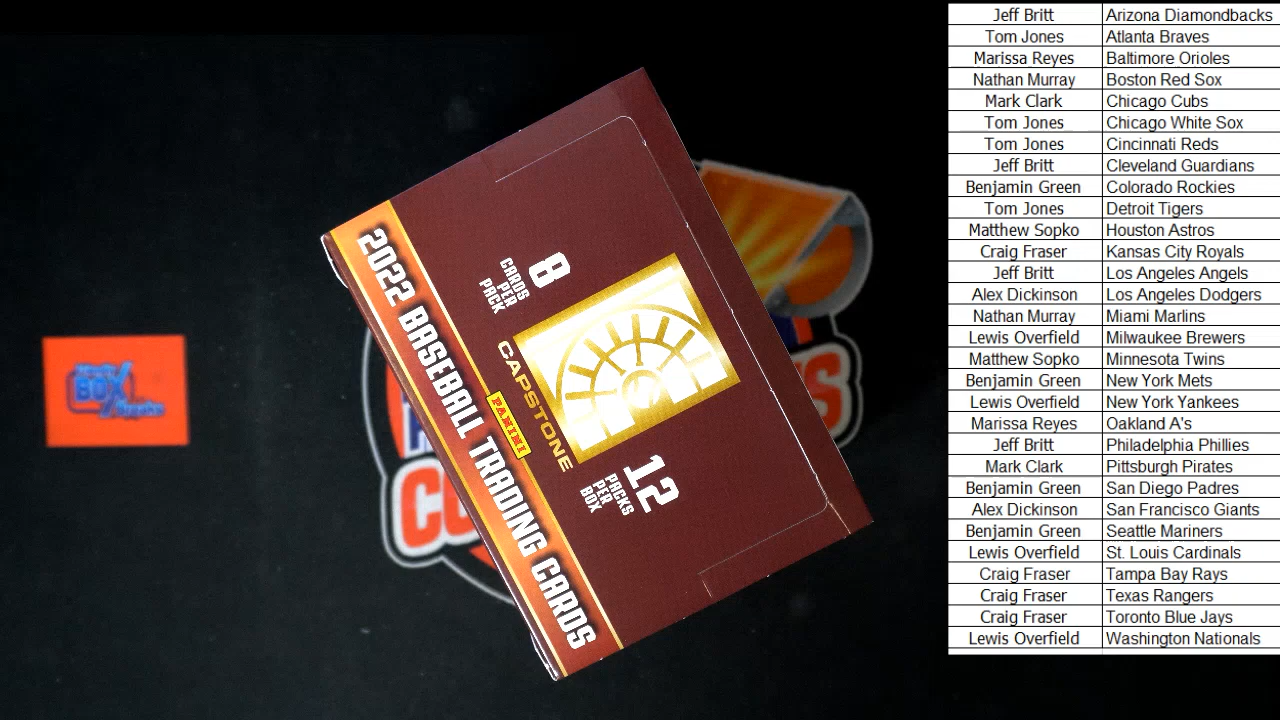 Jeff Britt Arizona Diamondbacks
Tom Jones Atlanta Braves
Marissa Reyes Baltimore Orioles
Nathan Murray Boston Red Sox
Mark Clark Chicago Cubs
Tom Jones Chicago White Sox
Tom Jones Cincinnati Reds
Jeff Britt Cleveland Guardians
Benjamin Green Colorado Rockies
Tom Jones Detroit Tigers
Matthew Sopko Houston Astros
Craig Fraser Kansas City Royals
Jeff Britt Los Angeles Angels
Alex Dickinson Los Angeles Dodgers
Nathan Murray Miami Marlins
Lewis Overfield Milwaukee Brewers
Matthew Sopko Minnesota Twins
Benjamin Green New York Mets
Lewis Overfield New York Yankees
Marissa Reyes Oakland A's
Jeff Britt Philadelphia Phillies
Mark Clark Pittsburgh Pirates
Benjamin Green San Diego Padres
Alex Dickinson San Francisco Giants
Benjamin Green Seattle Mariners
Lewis Overfield St. Louis Cardinals
Craig Fraser Tampa Bay Rays
Craig Fraser Texas Rangers
Craig Fraser Toronto Blue Jays
Lewis Overfield Washington Nationals
8
CARDS
PER
PACK
CAPSTONE
12
PACKS
PER
BOX
PANINI
2022 BASEBALL TRADING CARDS
BOX
Breaks